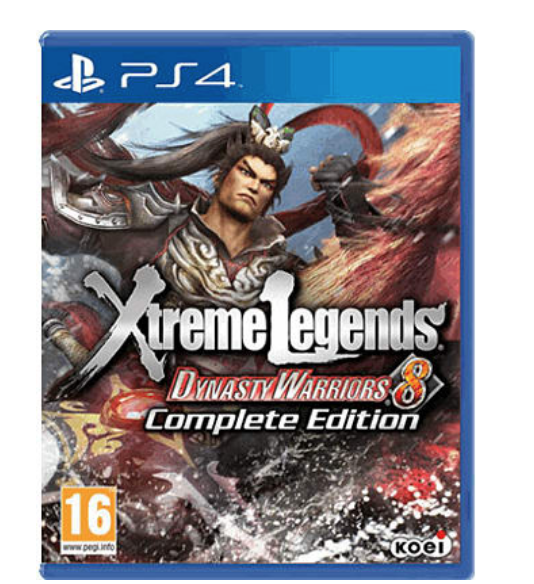 PS4
Xtreme Legends
DYNASTY WARRIORS 8
Complete Edition
16
www.pegi.info
KOEI